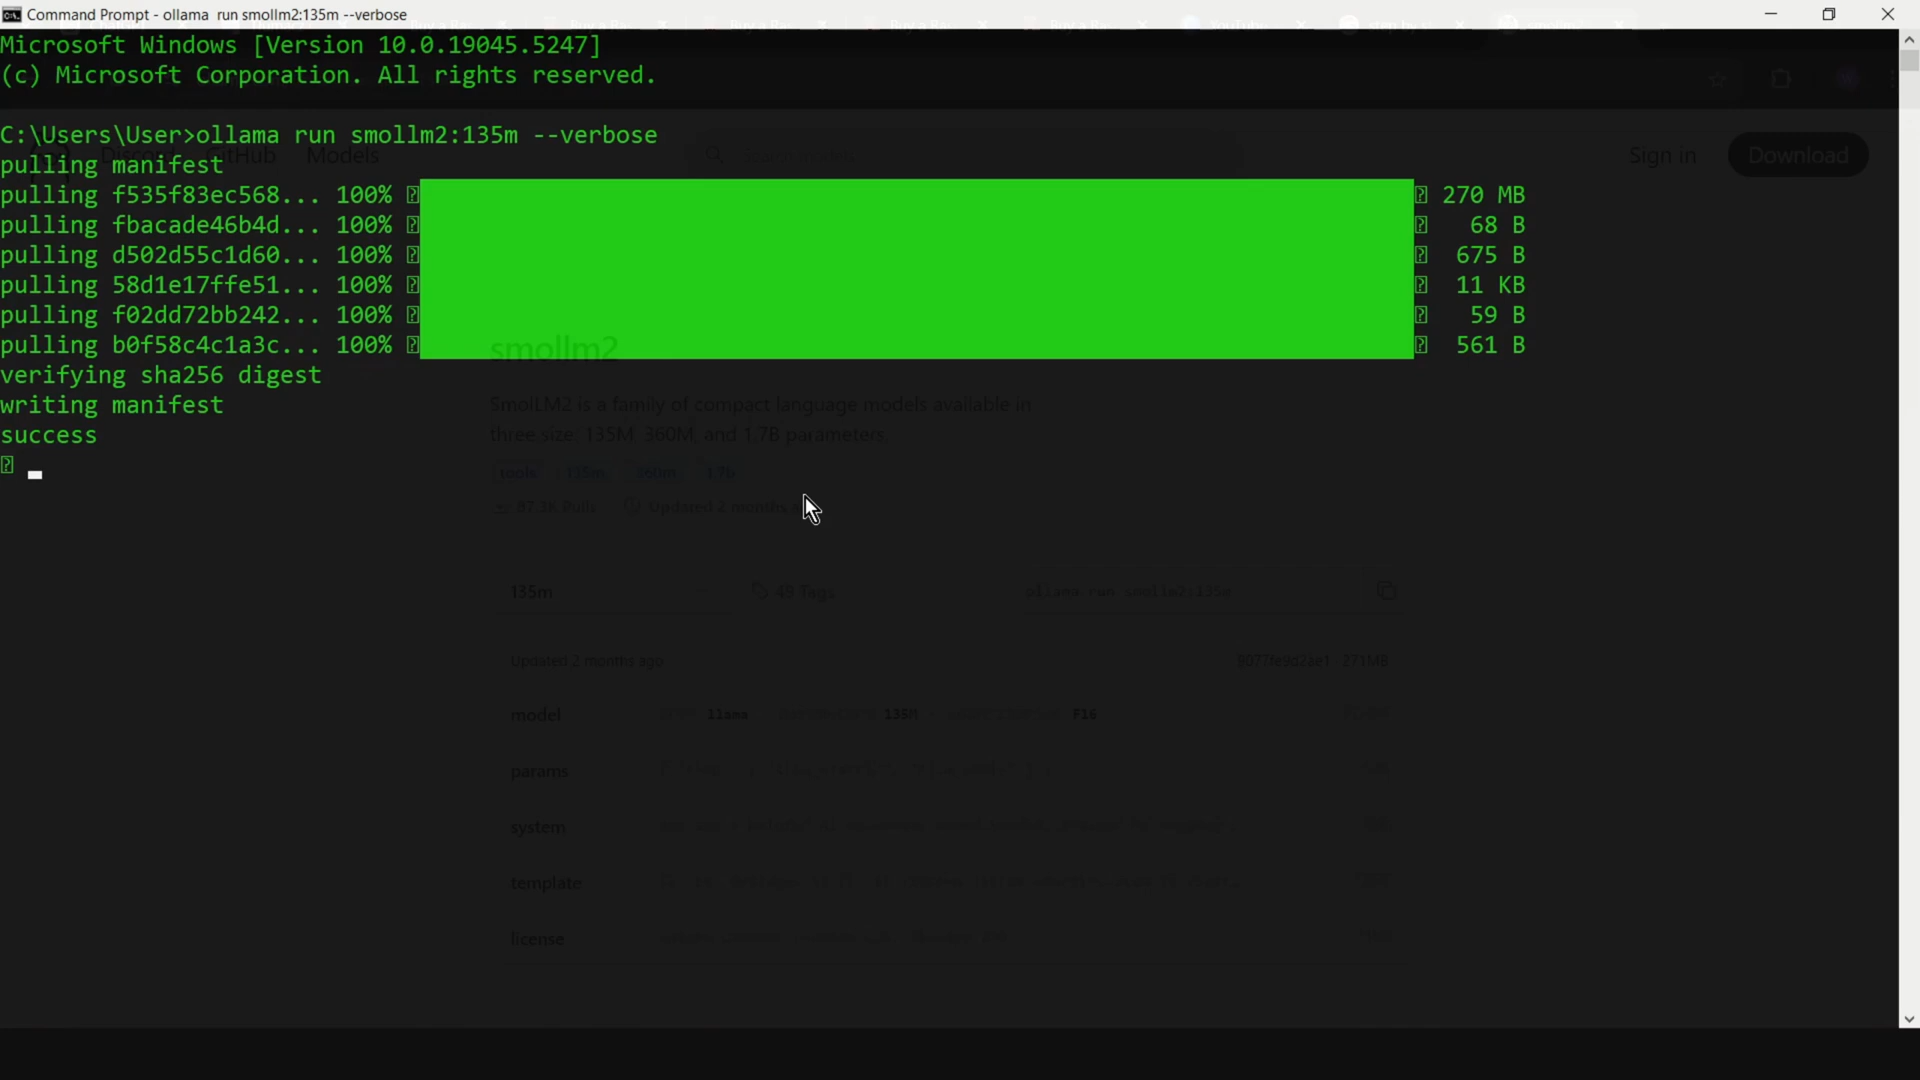 Command Prompt - ollama  run smollm2:135m --verbose
Microsoft Windows [Version 10.0.19045.5247]
(c) Microsoft Corporation. All rights reserved.
C:\Users\User>ollama run smollm2:135m --verbose
Discord GitHub Models
Sign in Download
pulling manifest
pulling f535f83ec568... 100% 270 MB
pulling fbacade46b4d... 100% 68 B
pulling d502d55c1d60... 100% 675 B
pulling 58d1e17ffe51... 100% 11 KB
pulling f02dd72bb242... 100% 59 B
pulling b0f58c4c1a3c... 100% 561 B
smollm2
verifying sha256 digest
writing manifest
success
SmolLM2 is a family of compact language models available in
three size: 135M, 360M, and 1.7B parameters.
tools 135m 360m 1.7b
87.3K Pulls Updated 2 months
135m 49 Tags ollama run smollm2:135m
Updated 2 months ago 9077fe9d2ae1 271MB
model llama 135M F16
params
system
template
license